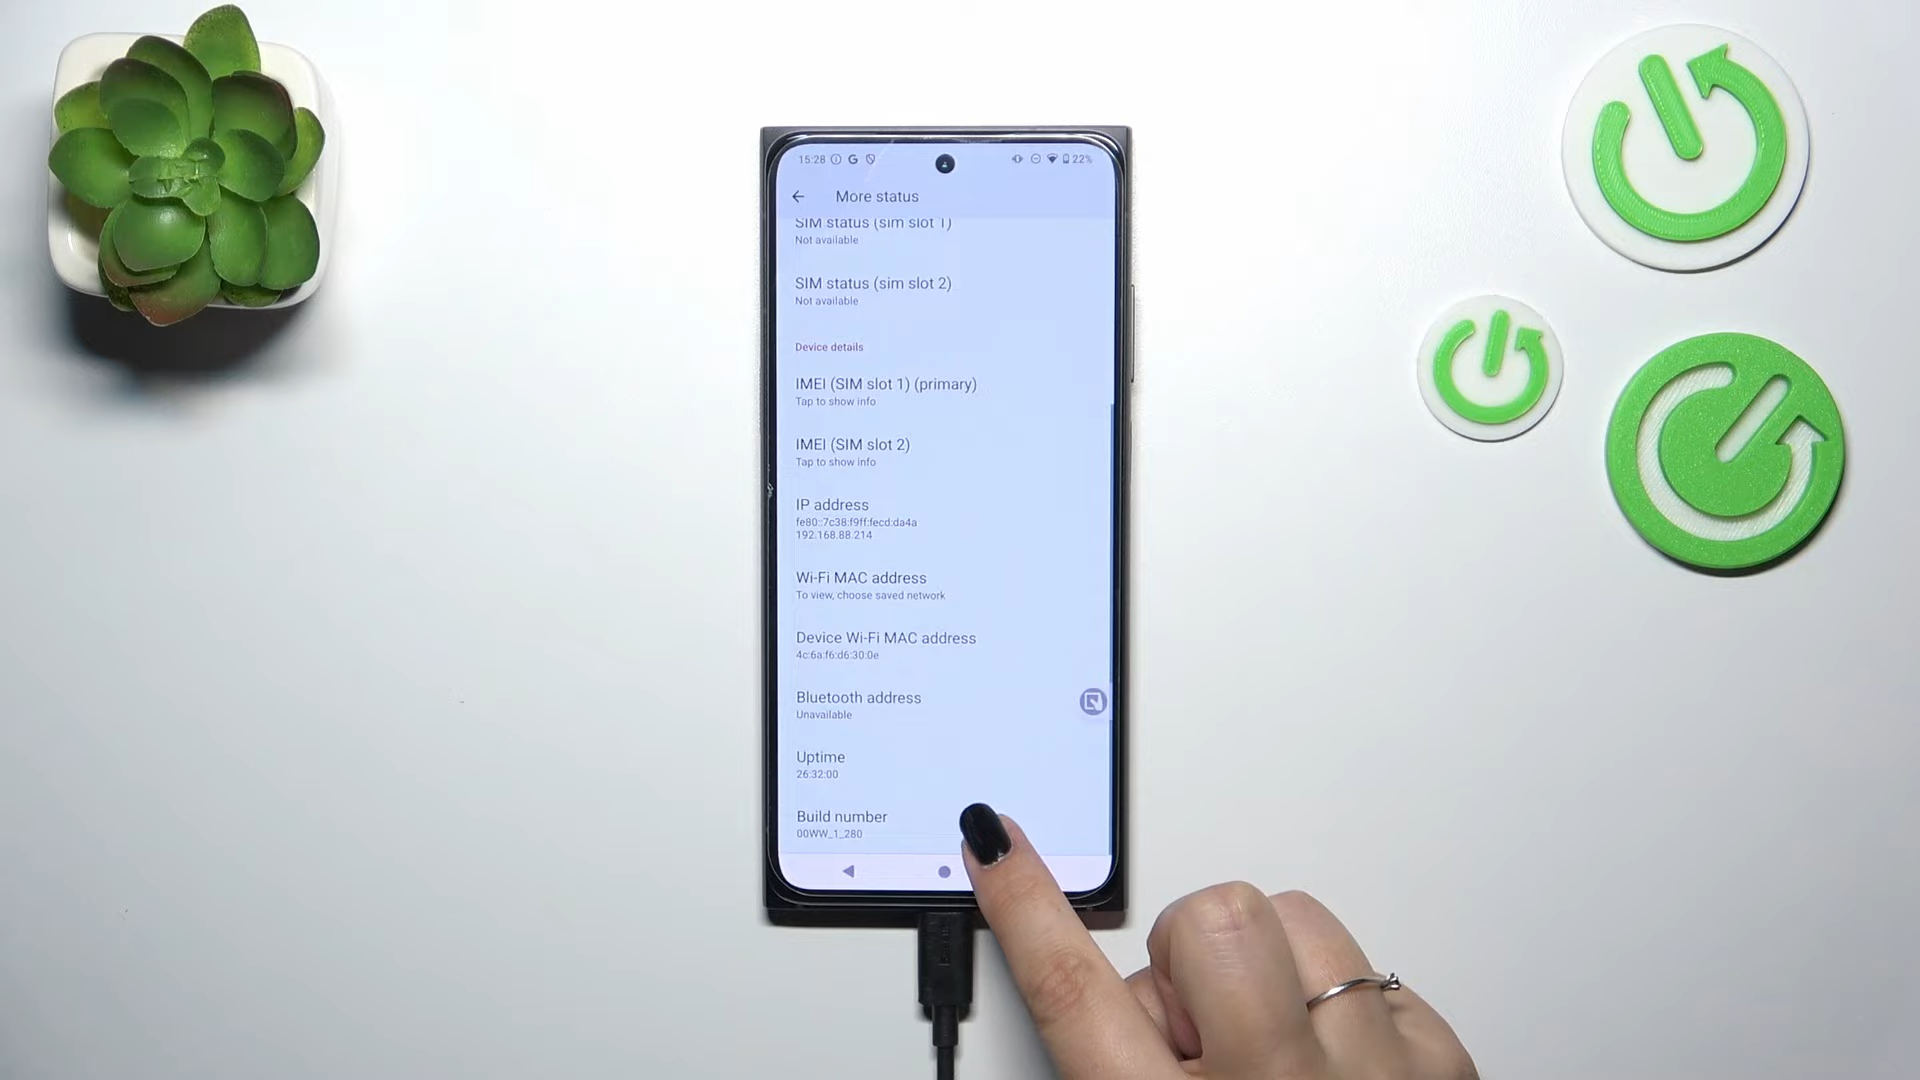 15:28
22%
More status
SIM status (sim slot 1)
Not available
SIM status (sim slot 2)
Not available
Device details
IMEI (SIM slot 1) (primary)
Tap to show info
IMEI (SIM slot 2)
Tap to show info
IP address
fe80::7c38:f9ff:fecd:da4a
192.168.88.214
Wi-Fi MAC address
To view, choose saved network
Device Wi-Fi MAC address
4c:6a:f6:d6:30:0e
Bluetooth address
Unavailable
Uptime
26:32:00
Build number
00WW_1_280